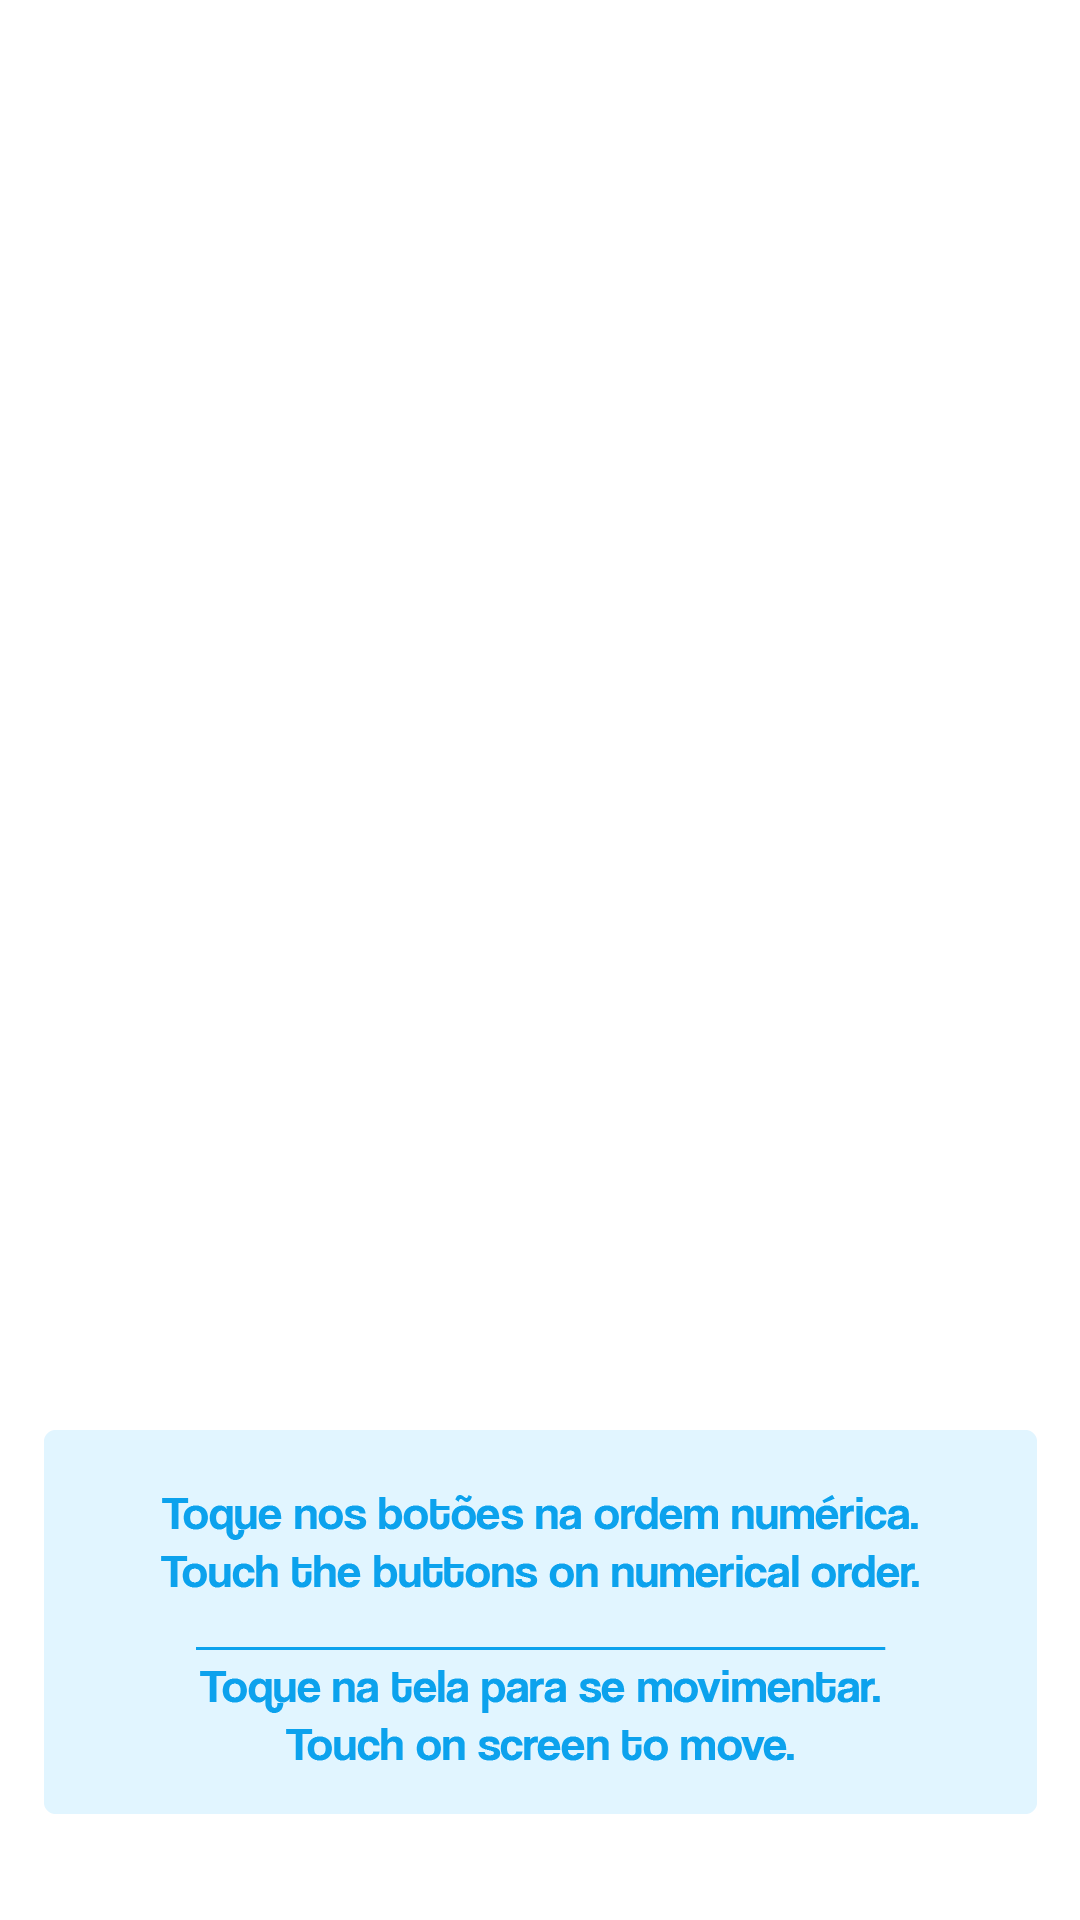 Toque nos botões na ordem numérica.
Touch the buttons on numerical order.
Toque na tela para se movimentar.
Touch on screen to move.